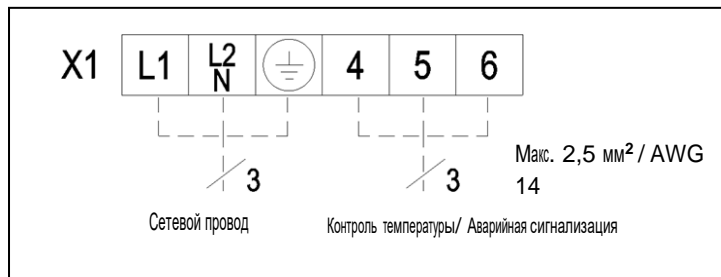 X1 L1 L2 N 4 5 6
3 3 Макс. 2,5 мм² / AWG
14
Сетевой провод Контроль температуры/ Аварийная сигнализация